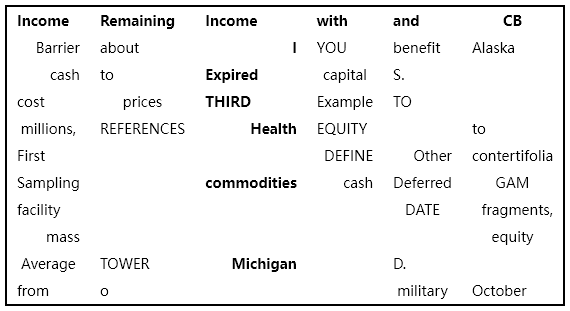 Income Remaining Income with and CB
Barrier about I YOU benefit Alaska
cash to Expired capital S.
cost prices THIRD Example TO
millions, REFERENCES Health EQUITY to
First DEFINE Other contertifolia
Sampling commodities cash Deferred GAM
facility DATE fragments,
mass equity
Average TOWER Michigan D.
from o military October